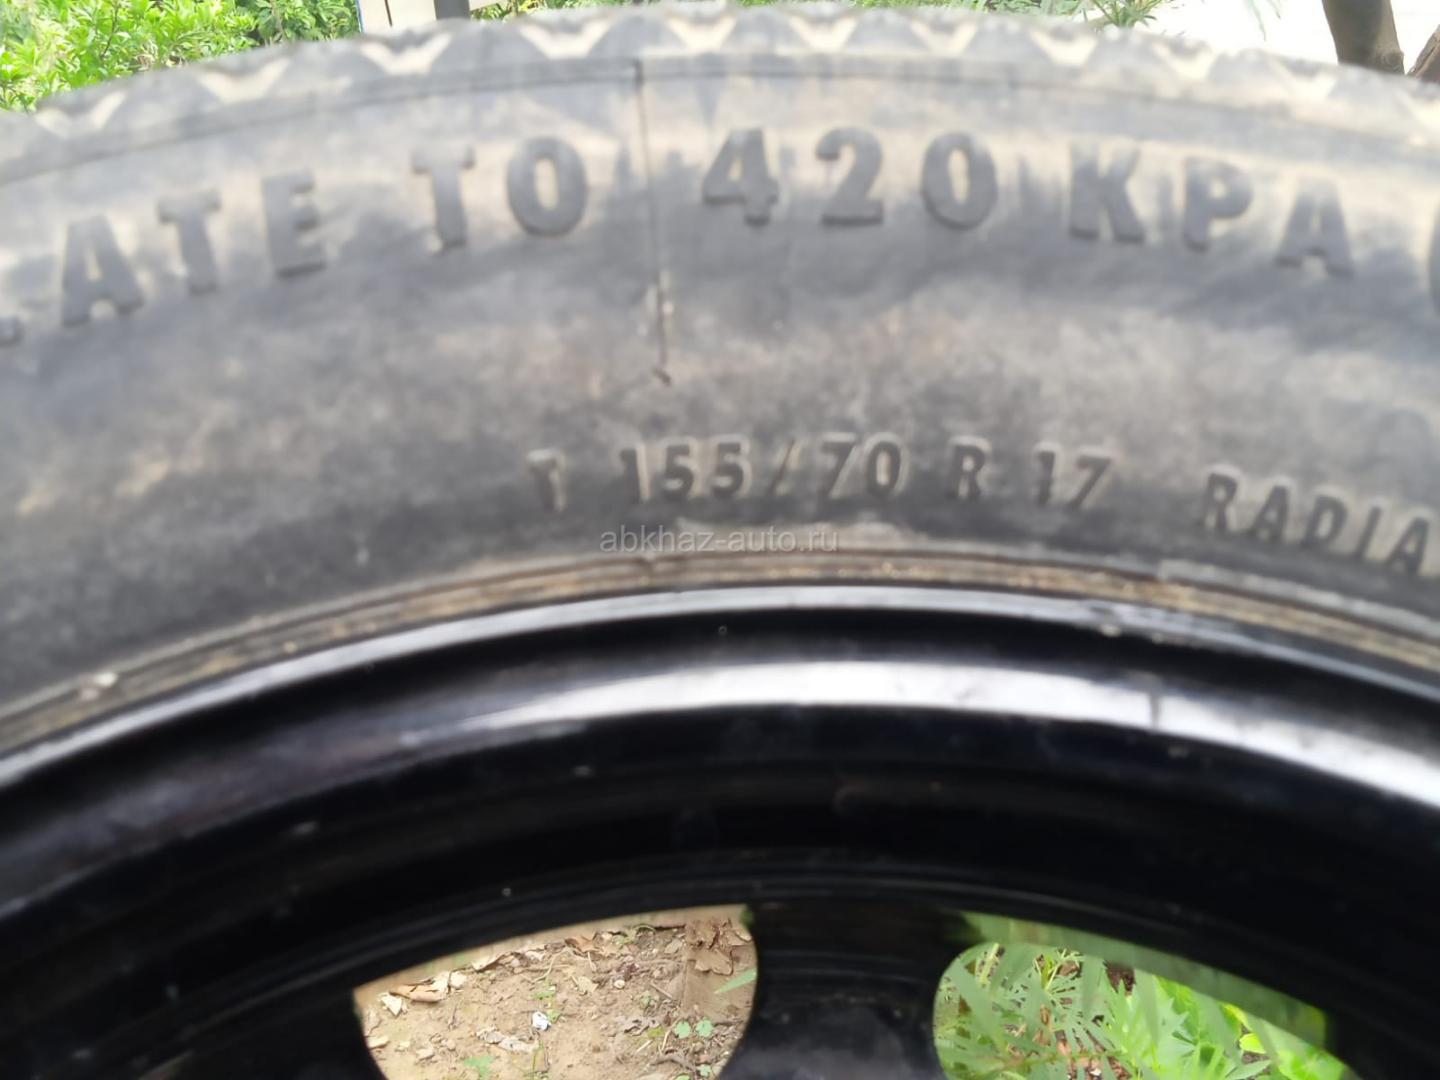 ATE TO 420 KPA
T 155/70 R 17 RADIA
abkhaz-auto.ru